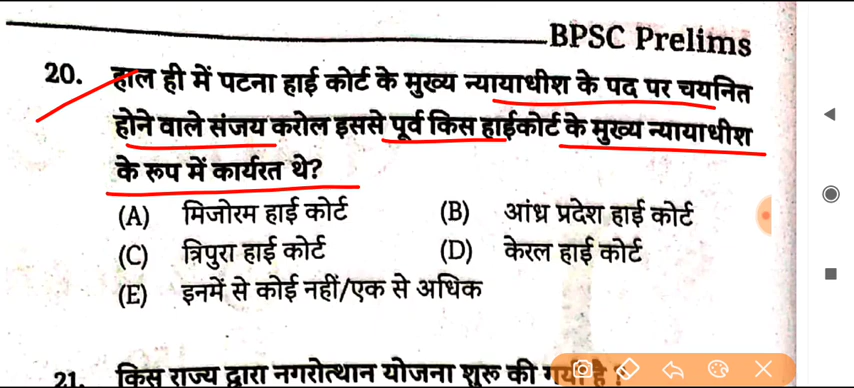 BPSC Prelims
20. हाल ही में पटना हाई कोर्ट के मुख्य न्यायाधीश के पद पर चयनित
होने वाले संजय करोल इससे पूर्व किस हाईकोर्ट के मुख्य न्यायाधीश
के रूप में कार्यरत थे?
(A) मिजोरम हाई कोर्ट (B) आंध्र प्रदेश हाई कोर्ट
(C) त्रिपुरा हाई कोर्ट (D) केरल हाई कोर्ट
(E) इनमें से कोई नहीं/एक से अधिक
21. किस राज्य द्वारा नगरोत्थान योजना शुरू की गयी है ?